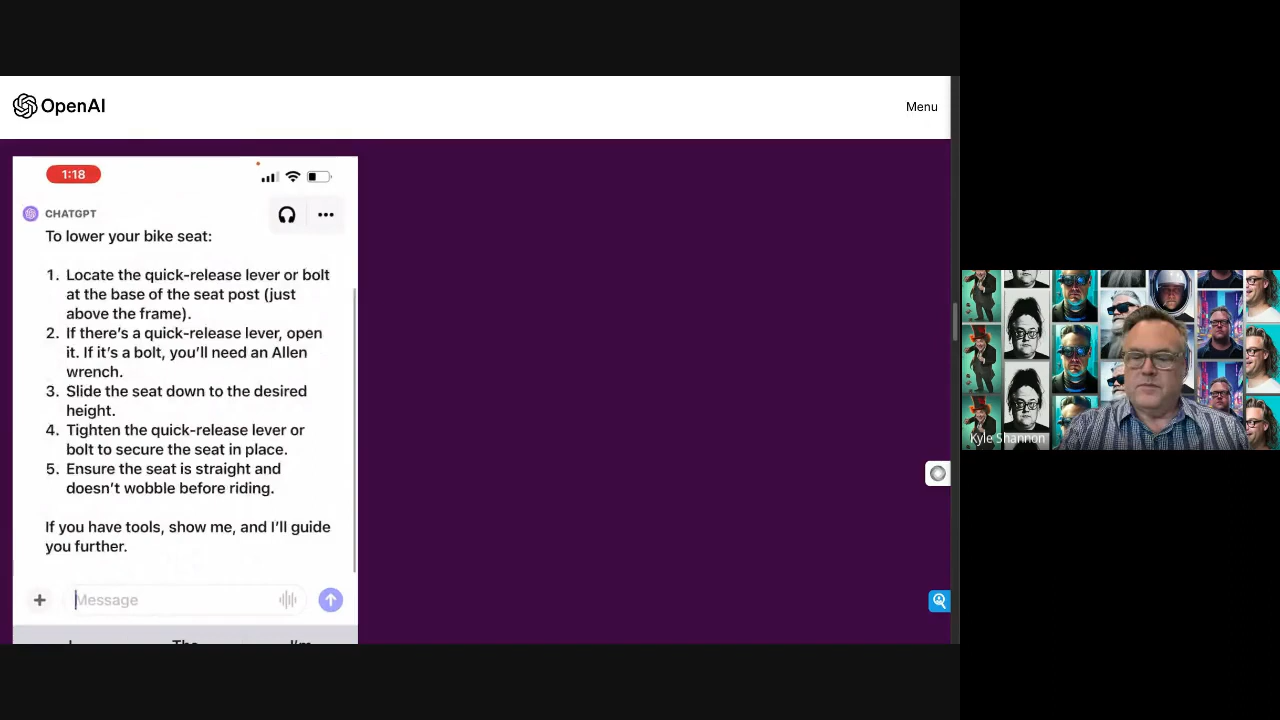 OpenAI
Menu
1:18
CHATGPT
To lower your bike seat:
1. Locate the quick-release lever or bolt
at the base of the seat post (just
above the frame).
2. If there's a quick-release lever, open
it. If it's a bolt, you'll need an Allen
wrench.
3. Slide the seat down to the desired
height.
4. Tighten the quick-release lever or
bolt to secure the seat in place.
5. Ensure the seat is straight and
doesn't wobble before riding.
If you have tools, show me, and I'll guide
you further.
Message
I The I'm
Kyle Shannon